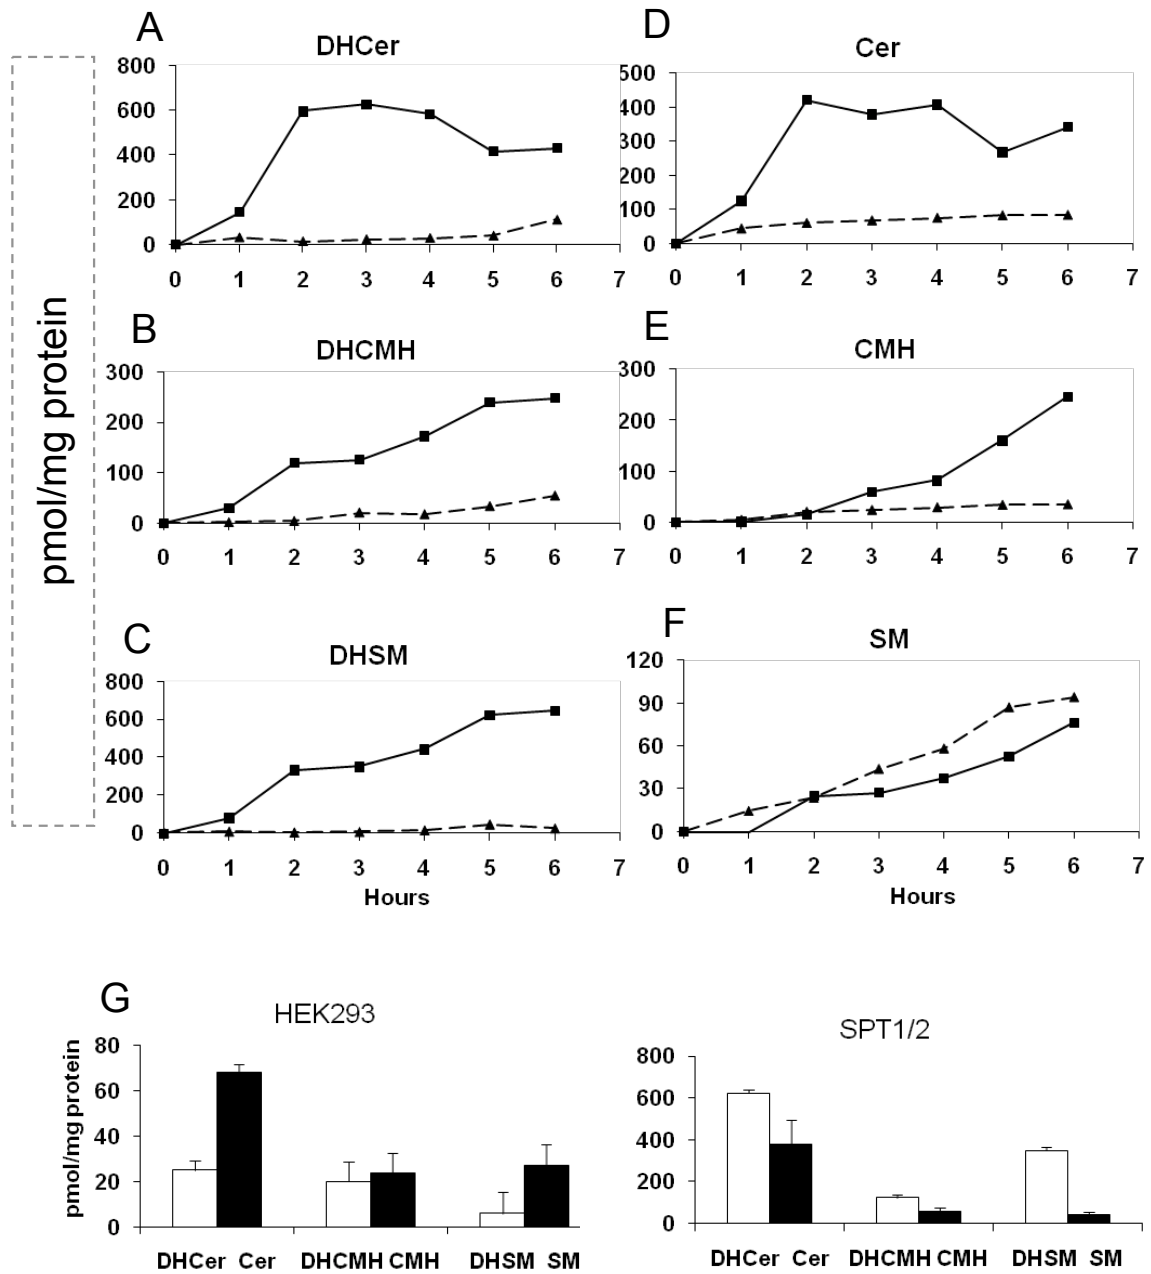 pmol/mg protein
A
DHCer
800
600
400
200
0
0 1 2 3 4 5 6 7
D
Cer
500
400
300
200
100
0
0 1 2 3 4 5 6 7
B
DHCMH
300
200
100
0
0 1 2 3 4 5 6 7
E
CMH
300
200
100
0
0 1 2 3 4 5 6 7
C
DHSM
800
600
400
200
0
0 1 2 3 4 5 6 7
Hours
F
SM
120
90
60
30
0
0 1 2 3 4 5 6 7
Hours
G
HEK293
pmol/mg protein
80
60
40
20
0
DHCer Cer DHCMH CMH DHSM SM
SPT1/2
800
600
400
200
0
DHCer Cer DHCMH CMH DHSM SM